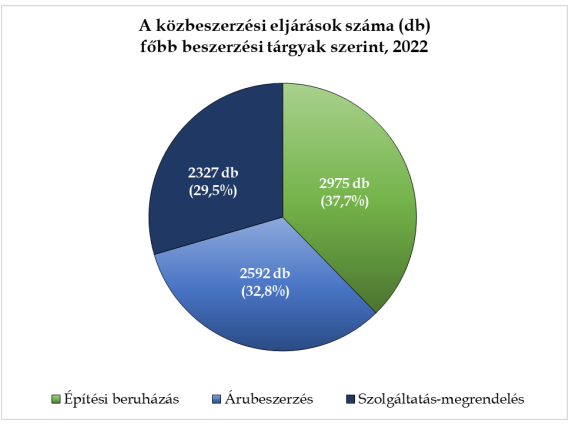 A közbeszerzési eljárások száma (db)
főbb beszerzési tárgyak szerint, 2022
2327 db
(29,5%)
2975 db
(37,7%)
2592 db
(32,8%)
Építési beruházás
Árubeszerzés
Szolgáltatás-megrendelés